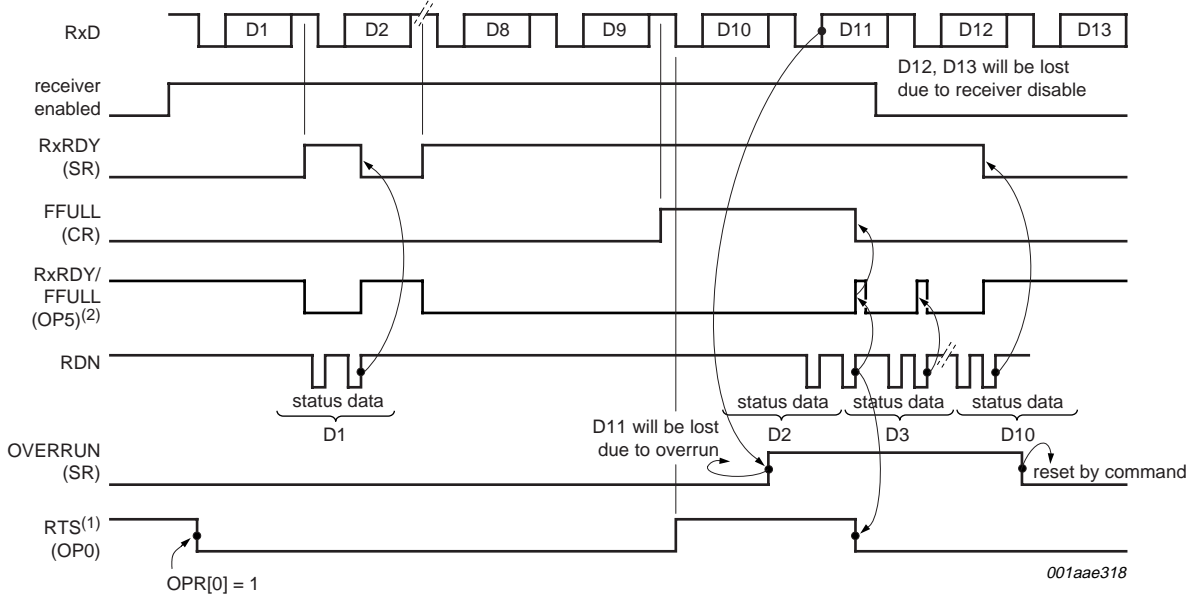 RxD
D1
D2
D8
D9
D10
D11
D12
D13
D12, D13 will be lost
due to receiver disable
receiver
enabled
RxRDY
(SR)
FFULL
(CR)
RxRDY/
FFULL
(OP5)(2)
RDN
status data
D1
status data
D2
status data
D3
status data
D10
D11 will be lost
due to overrun
OVERRUN
(SR)
reset by command
RTS(1)
(OP0)
OPR[0] = 1
001aae318